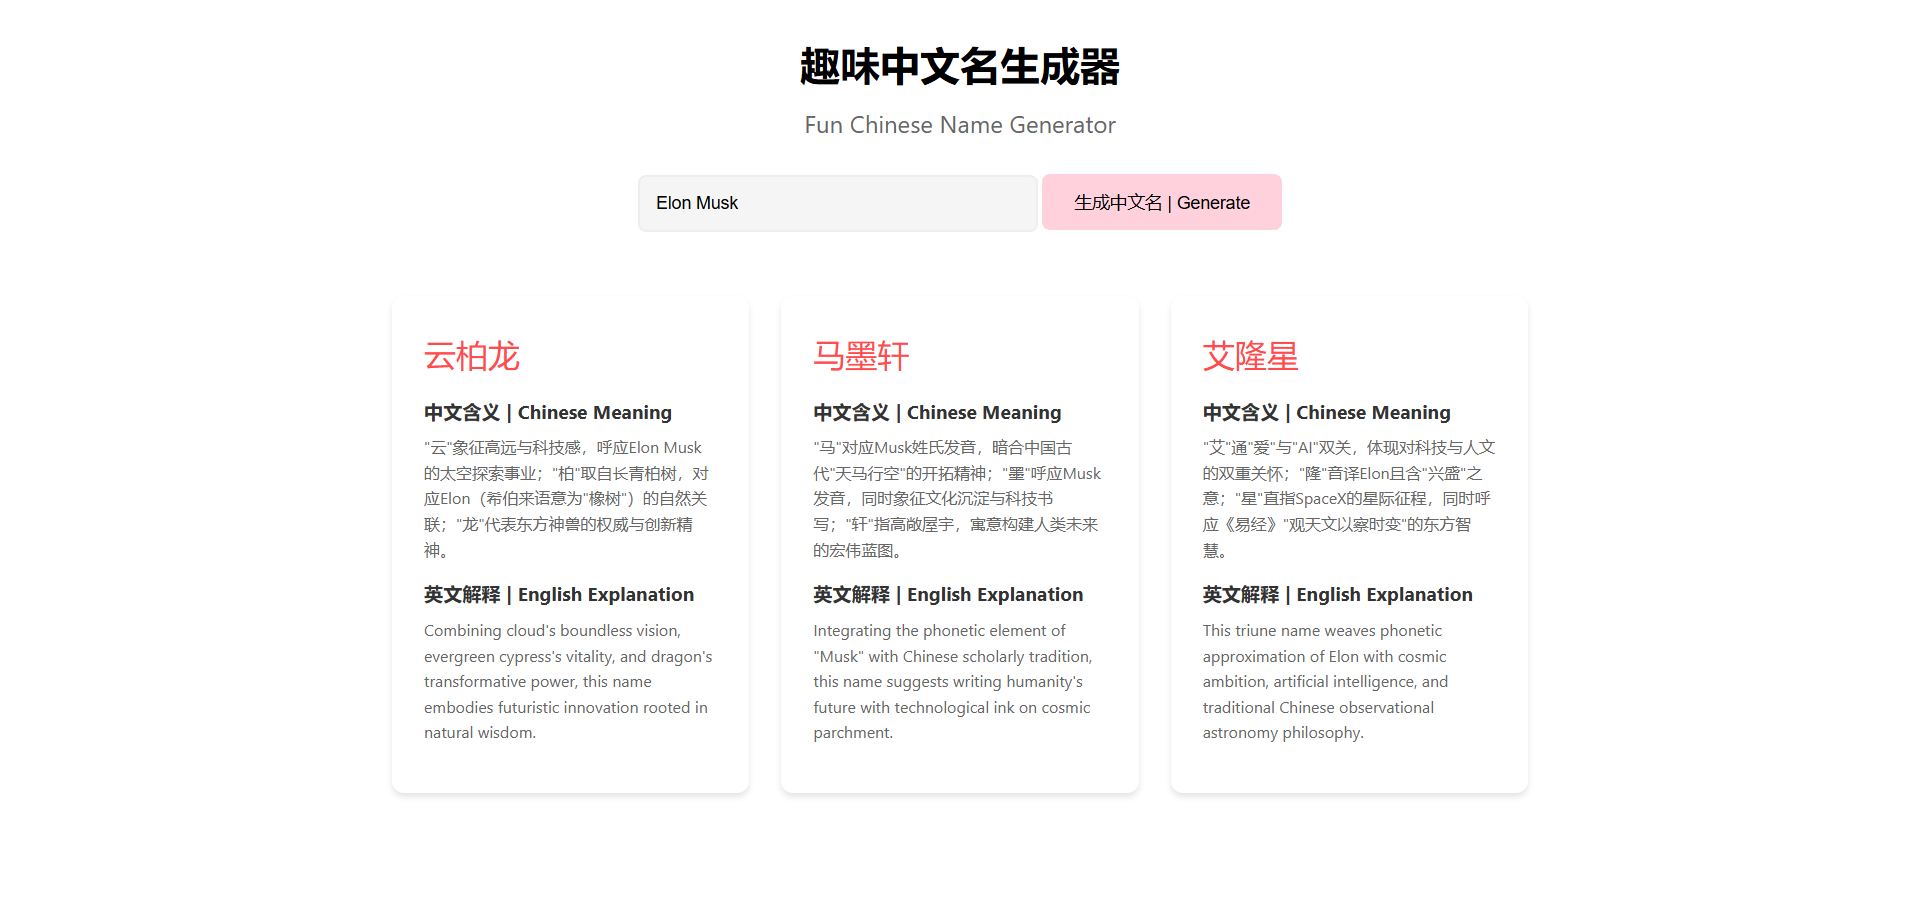 趣味中文名生成器
Fun Chinese Name Generator
Elon Musk
生成中文名 | Generate
云柏龙
中文含义 | Chinese Meaning
"云"象征高远与科技感，呼应Elon Musk
的太空探索事业；"柏"取自长青柏树，对
应Elon（希伯来语意为"橡树"）的自然关
联；"龙"代表东方神兽的权威与创新精
神。
英文解释 | English Explanation
Combining cloud's boundless vision,
evergreen cypress's vitality, and dragon's
transformative power, this name
embodies futuristic innovation rooted in
natural wisdom.
马墨轩
中文含义 | Chinese Meaning
"马"对应Musk姓氏发音，暗合中国古
代"天马行空"的开拓精神；"墨"呼应Musk
发音，同时象征文化沉淀与科技书
写；"轩"指高敞屋宇，寓意构建人类未来
的宏伟蓝图。
英文解释 | English Explanation
Integrating the phonetic element of
"Musk" with Chinese scholarly tradition,
this name suggests writing humanity's
future with technological ink on cosmic
parchment.
艾隆星
中文含义 | Chinese Meaning
"艾"通"爱"与"AI"双关，体现对科技与人文
的双重关怀；"隆"音译Elon且含"兴盛"之
意；"星"直指SpaceX的星际征程，同时呼
应《易经》"观天文以察时变"的东方智
慧。
英文解释 | English Explanation
This triune name weaves phonetic
approximation of Elon with cosmic
ambition, artificial intelligence, and
traditional Chinese observational
astronomy philosophy.